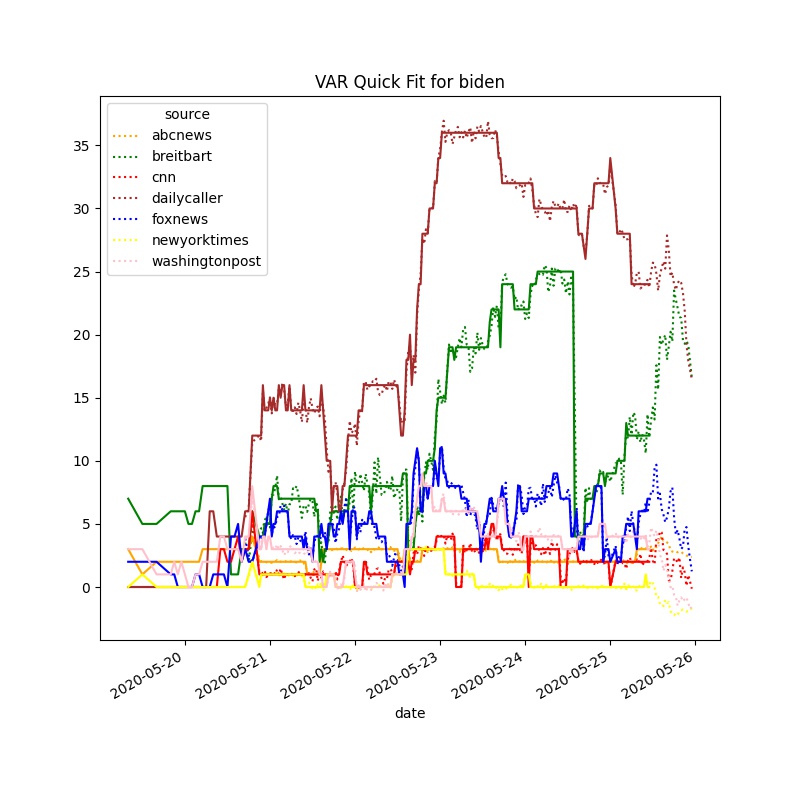 VAR Quick Fit for biden
source
abcnews
breitbart
cnn
dailycaller
foxnews
newyorktimes
washingtonpost
35
30
25
20
15
10
5
0
2020-05-20
2020-05-21
2020-05-22
2020-05-23
2020-05-24
2020-05-25
2020-05-26
date